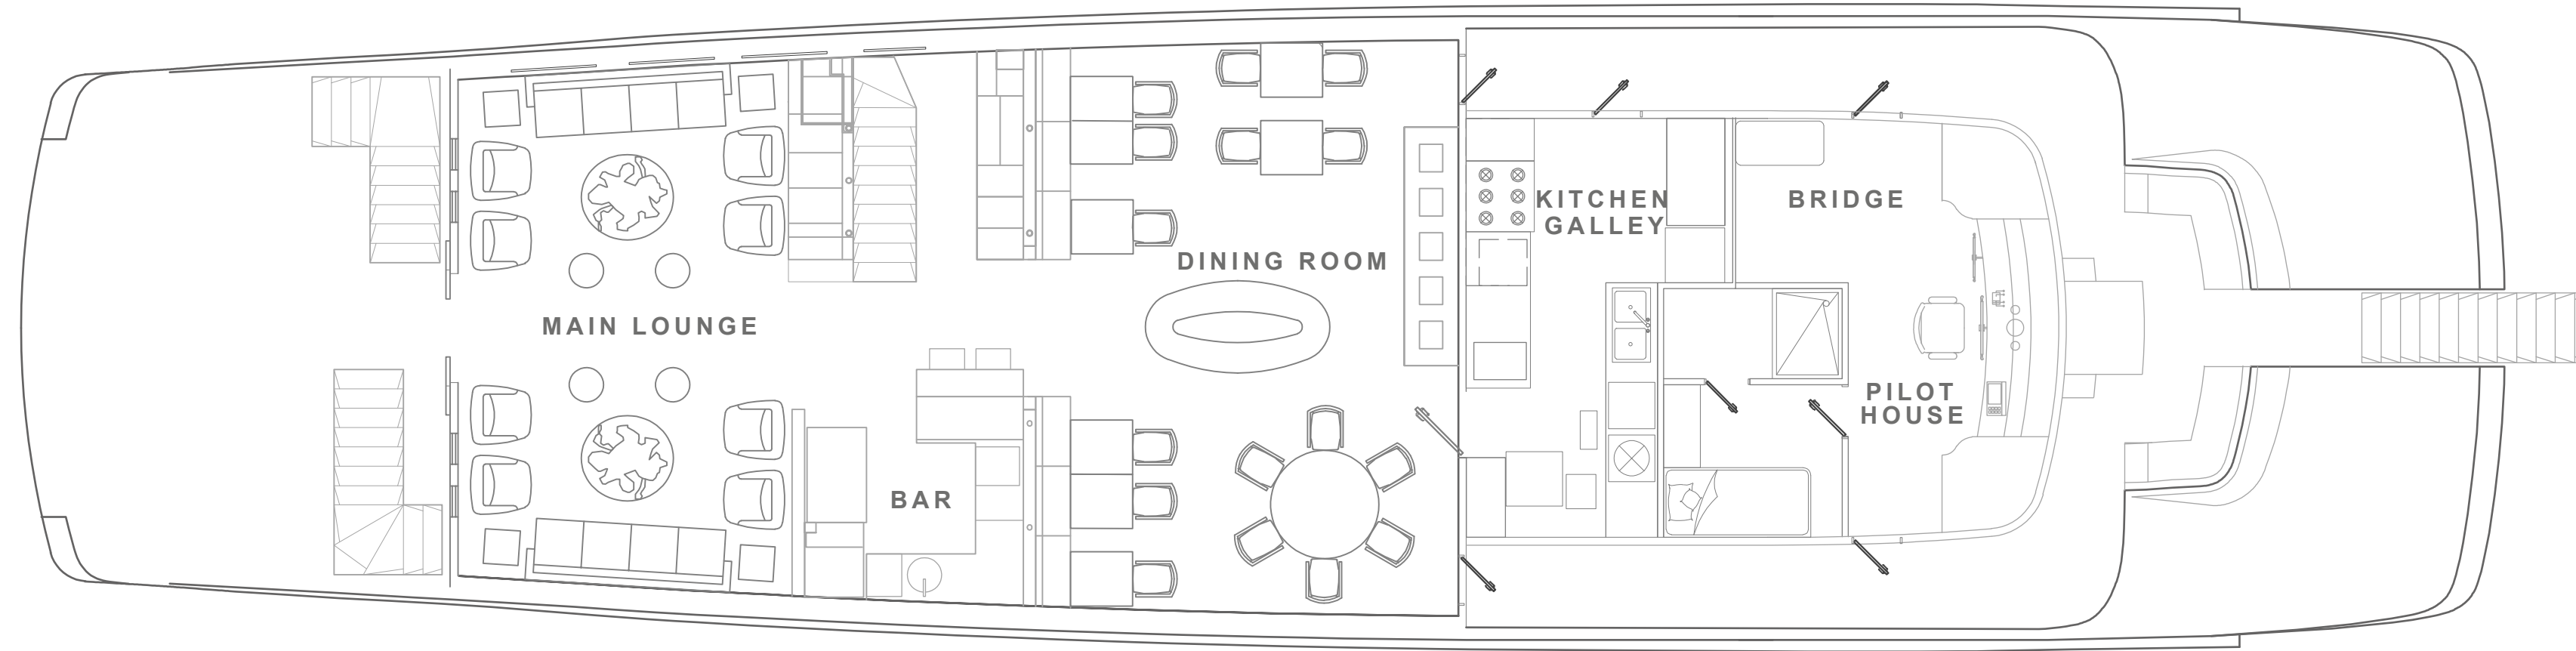 MAIN LOUNGE
BAR
DINING ROOM
KITCHEN
GALLEY
BRIDGE
PILOT
HOUSE